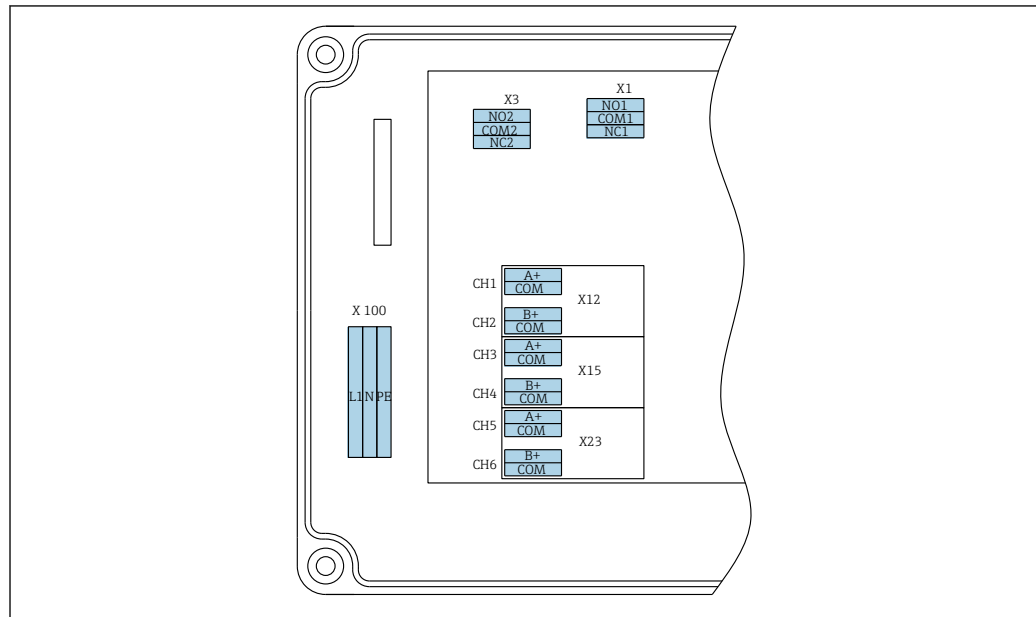 X3
NO2
COM2
NC2
X1
NO1
COM1
NC1
X 100
L1 N PE
CH1
A+
COM
X12
CH2
B+
COM
CH3
A+
COM
X15
CH4
B+
COM
CH5
A+
COM
X23
CH6
B+
COM